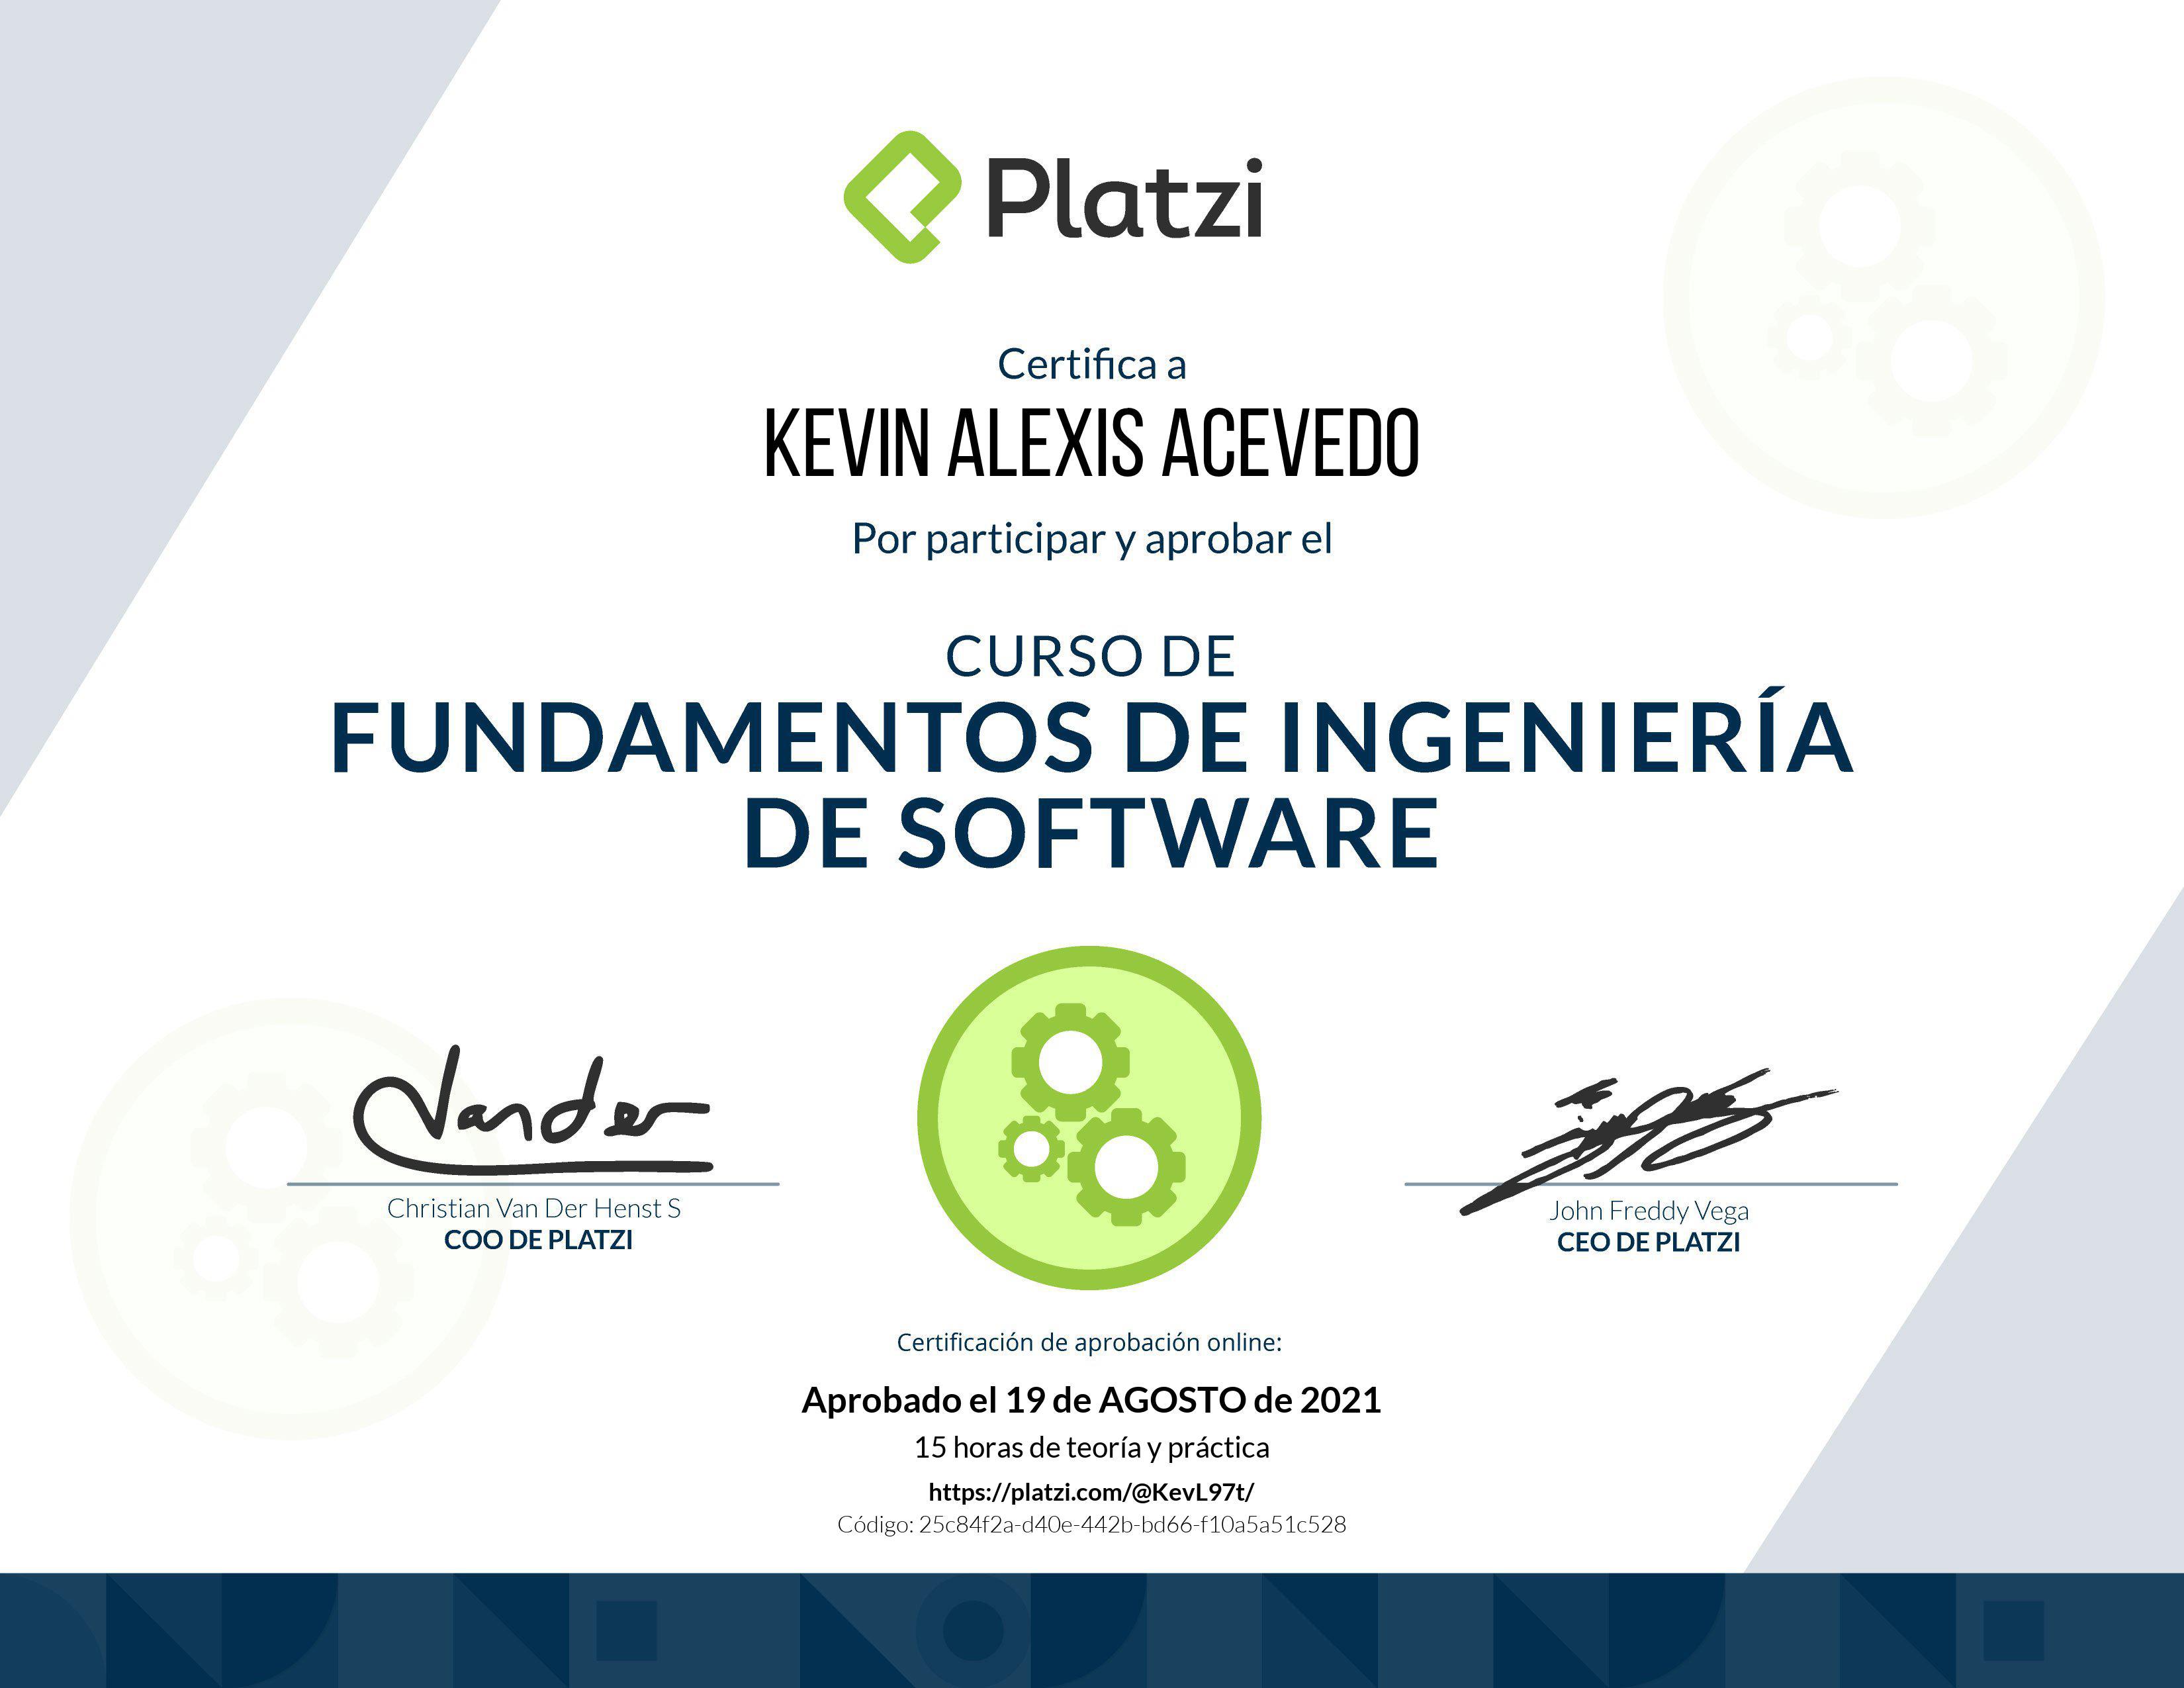 Platzi
Certifica a
KEVIN ALEXIS ACEVEDO
Por participar y aprobar el
CURSO DE
FUNDAMENTOS DE INGENIERÍA
DE SOFTWARE
Vander
Christian Van Der Henst S
COO DE PLATZI
John Freddy Vega
CEO DE PLATZI
Certificación de aprobación online:
Aprobado el 19 de AGOSTO de 2021
15 horas de teoría y práctica
https://platzi.com/@KevL97t/
Código: 25c84f2a-d40e-442b-bd66-f10a5a51c528